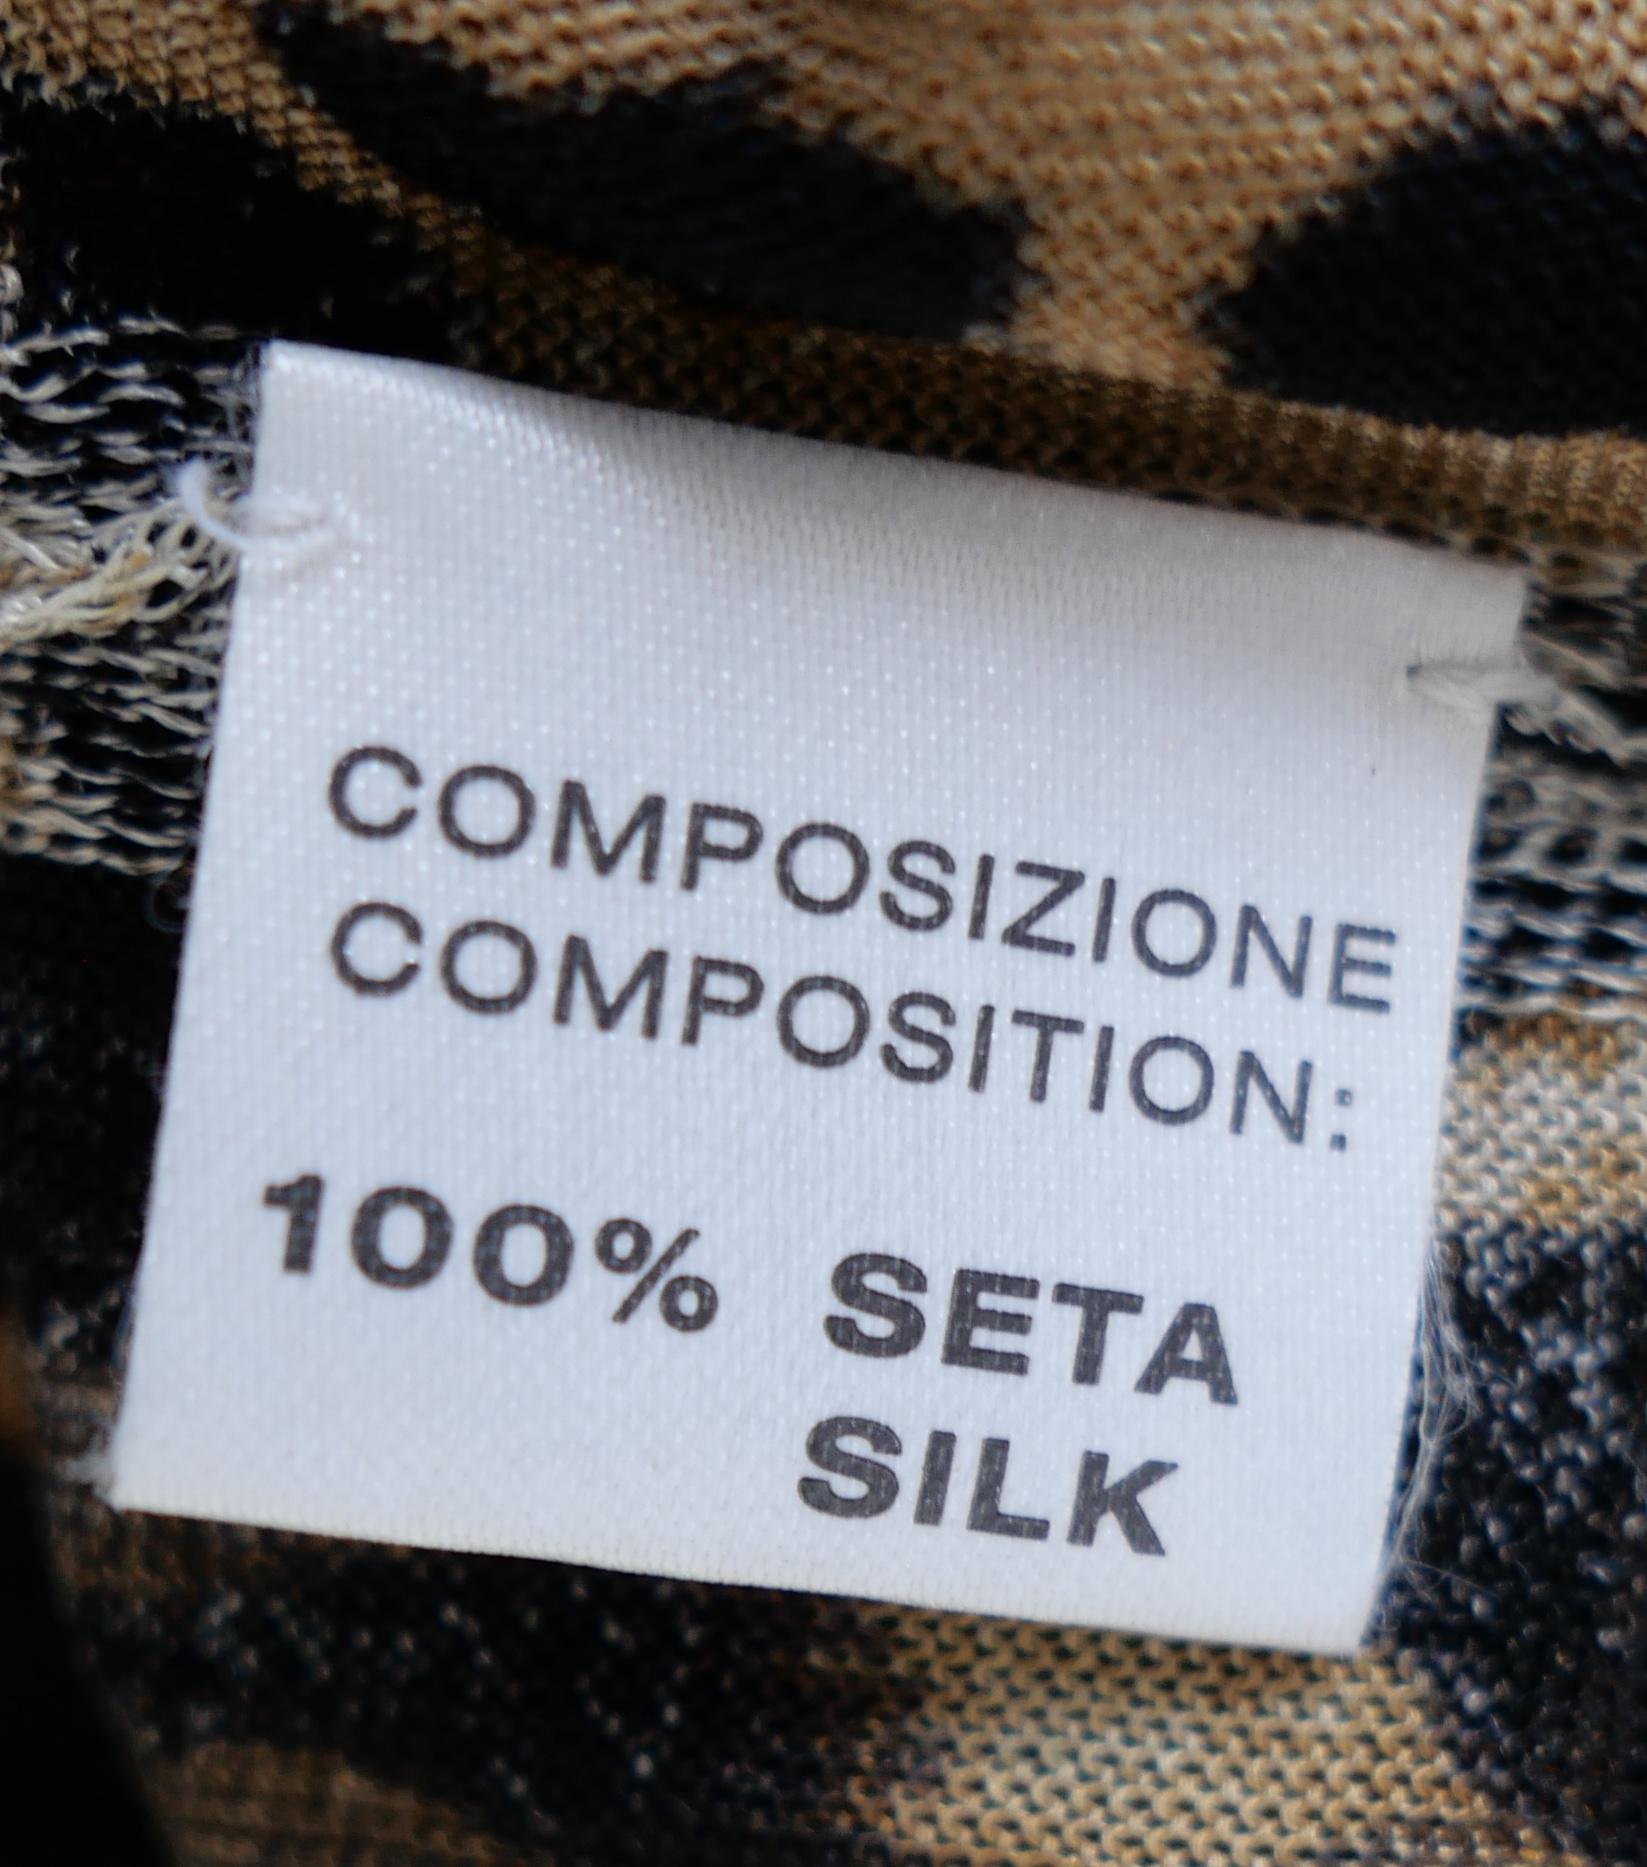 COMPOSIZIONE
COMPOSITION:
100% SETA
SILK